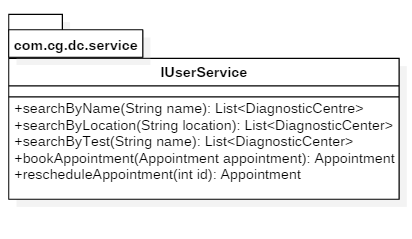 com.cg.dc.service
IUserService
+searchByName(String name): List<DiagnosticCentre>
+searchByLocation(String location): List<DiagnosticCenter>
+searchByTest(String name): List<DiagnosticCenter>
+bookAppointment(Appointment appointment): Appointment
+rescheduleAppointment(int id): Appointment